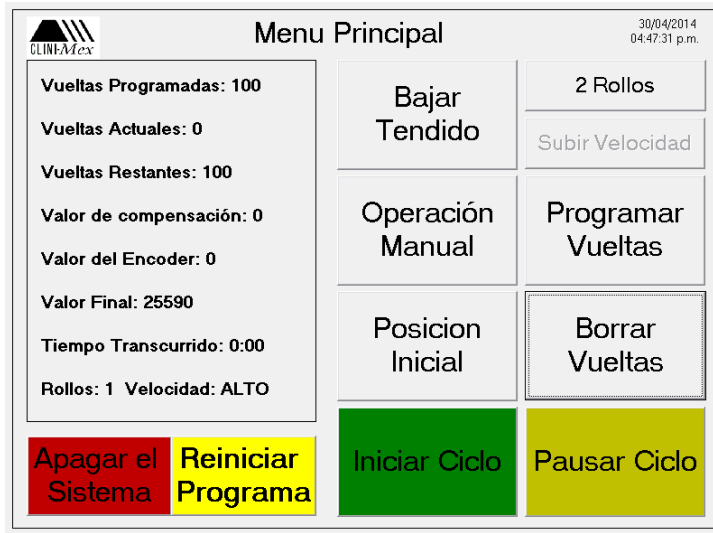 CLINI-Mex
Menu Principal
30/04/2014
04:47:31 p.m.
Vueltas Programadas: 100
Vueltas Actuales: 0
Vueltas Restantes: 100
Valor de compensación: 0
Valor del Encoder: 0
Valor Final: 25590
Tiempo Transcurrido: 0:00
Rollos: 1 Velocidad: ALTO
Bajar
Tendido
2 Rollos
Subir Velocidad
Operación
Manual
Programar
Vueltas
Posicion
Inicial
Borrar
Vueltas
Apagar el
Sistema
Reiniciar
Programa
Iniciar Ciclo
Pausar Ciclo